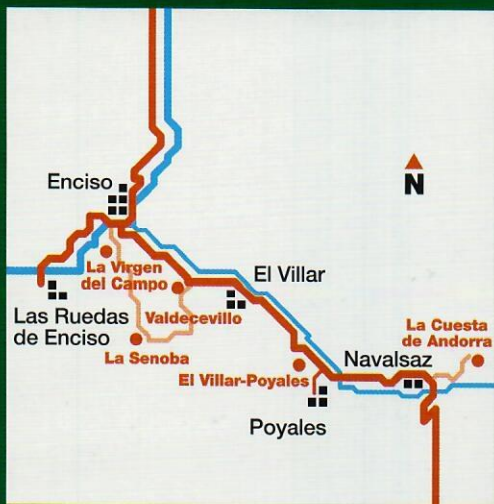 N
Enciso
La Virgen
del Campo
El Villar
Las Ruedas
de Enciso
Valdecevillo
La Senoba
La Cuesta
de Andorra
Navalsaz
El Villar-Poyales
Poyales